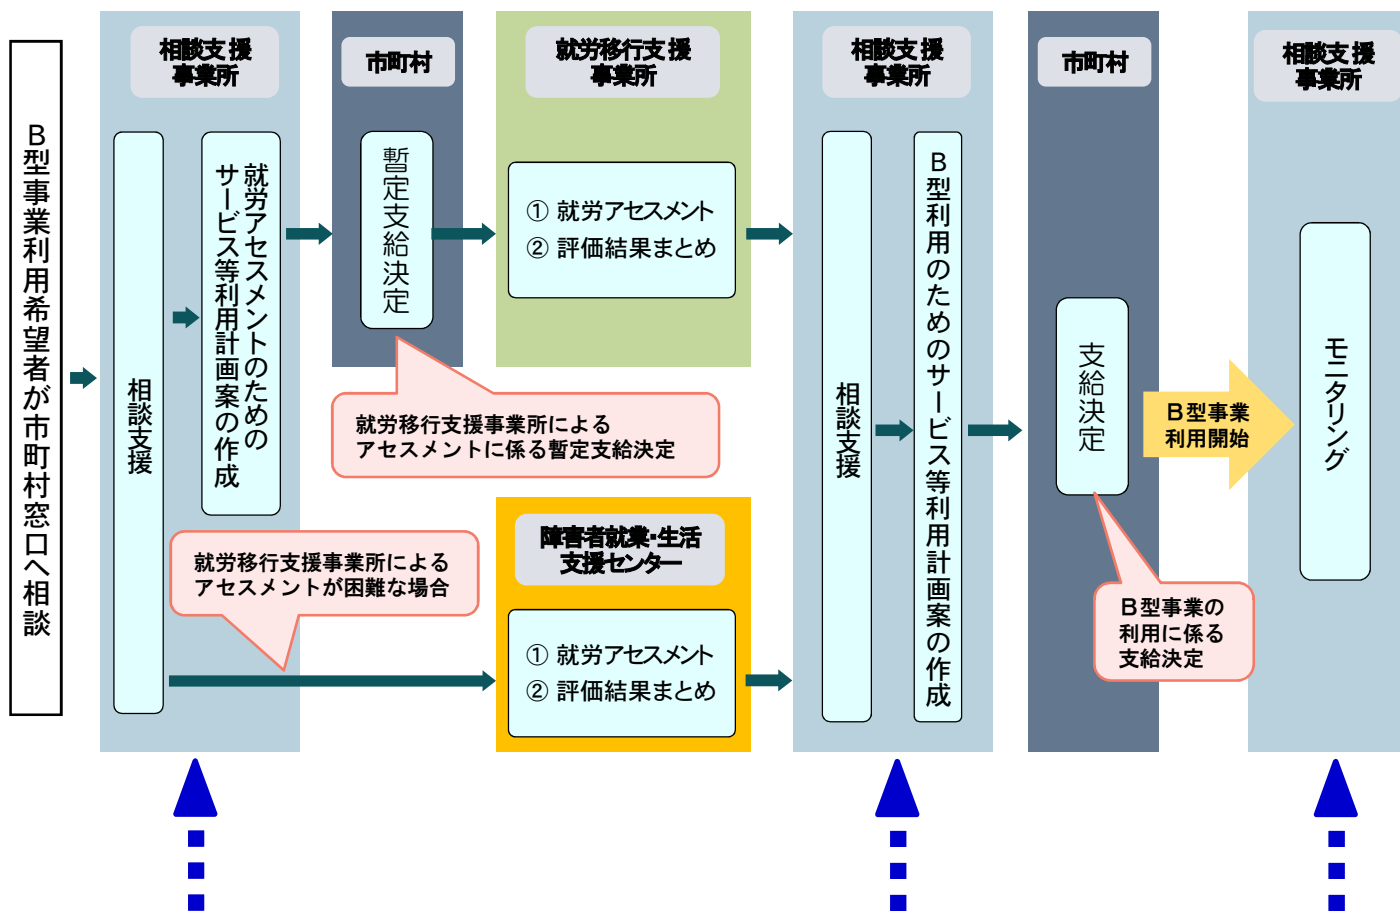 B型事業利用希望者が市町村窓口へ相談
相談支援
事業所
相談支援
就労アセスメントのための
サービス等利用計画案の作成
市町村
暫定支給決定
就労移行支援事業所による
アセスメントに係る暫定支給決定
就労移行支援
事業所
① 就労アセスメント
② 評価結果まとめ
就労移行支援事業所による
アセスメントが困難な場合
障害者就業・生活
支援センター
① 就労アセスメント
② 評価結果まとめ
相談支援
事業所
相談支援
B型利用のためのサービス等利用計画案の作成
市町村
支給決定
B型事業の
利用に係る
支給決定
B型事業
利用開始
相談支援
事業所
モニタリング